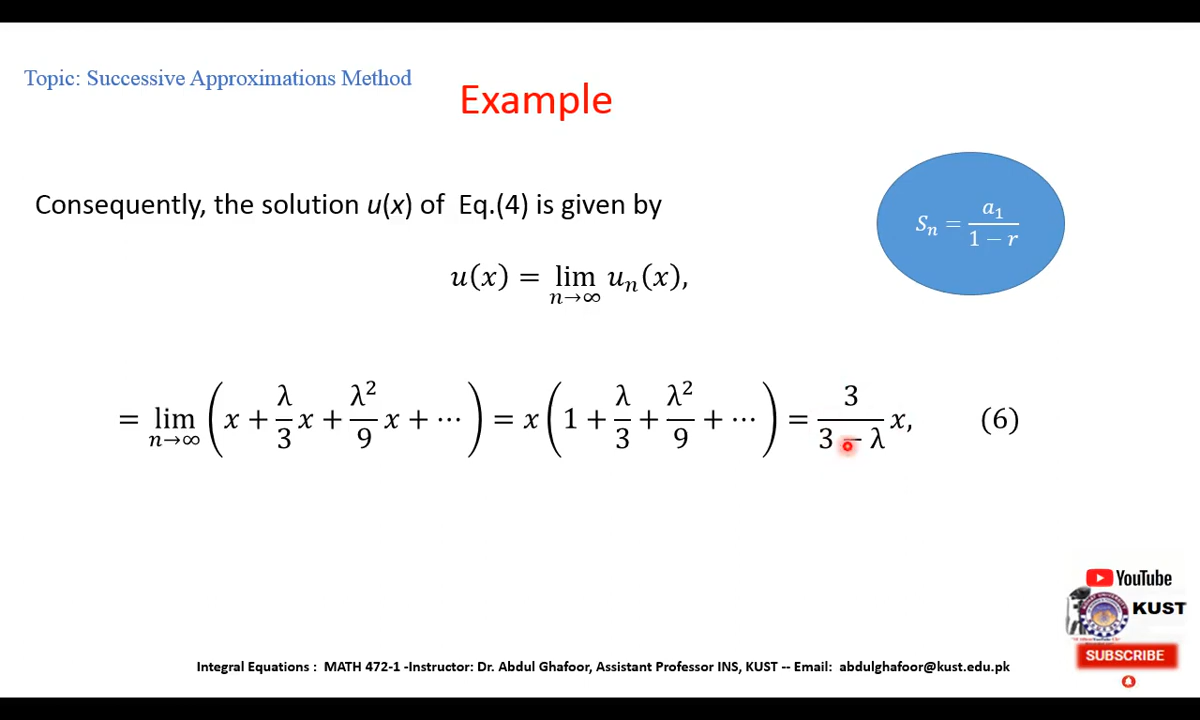 Topic: Successive Approximations Method
Example
Consequently, the solution u(x) of Eq.(4) is given by
S_n = a_1 / (1 − r)
u(x) = lim_{n→∞} u_n(x),
= lim_{n→∞} (x + λ/3 x + λ²/9 x + ⋯) = x (1 + λ/3 + λ²/9 + ⋯) = 3/(3 − λ) x, (6)
YouTube
KUST
SUBSCRIBE
Integral Equations : MATH 472-1 -Instructor: Dr. Abdul Ghafoor, Assistant Professor INS, KUST -- Email: abdulghafoor@kust.edu.pk